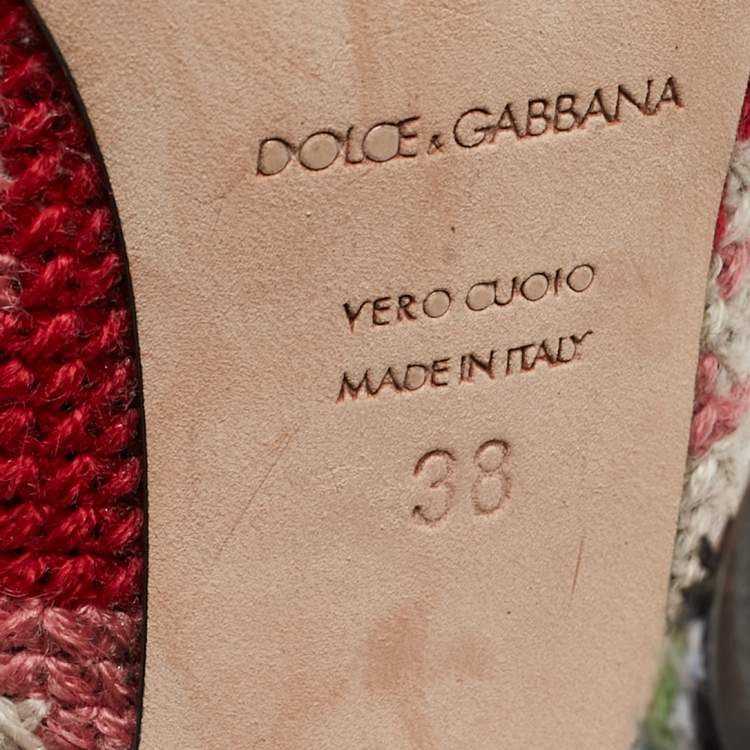 DOLCE & GABBANA
VERO CUOIO
MADE IN ITALY
38